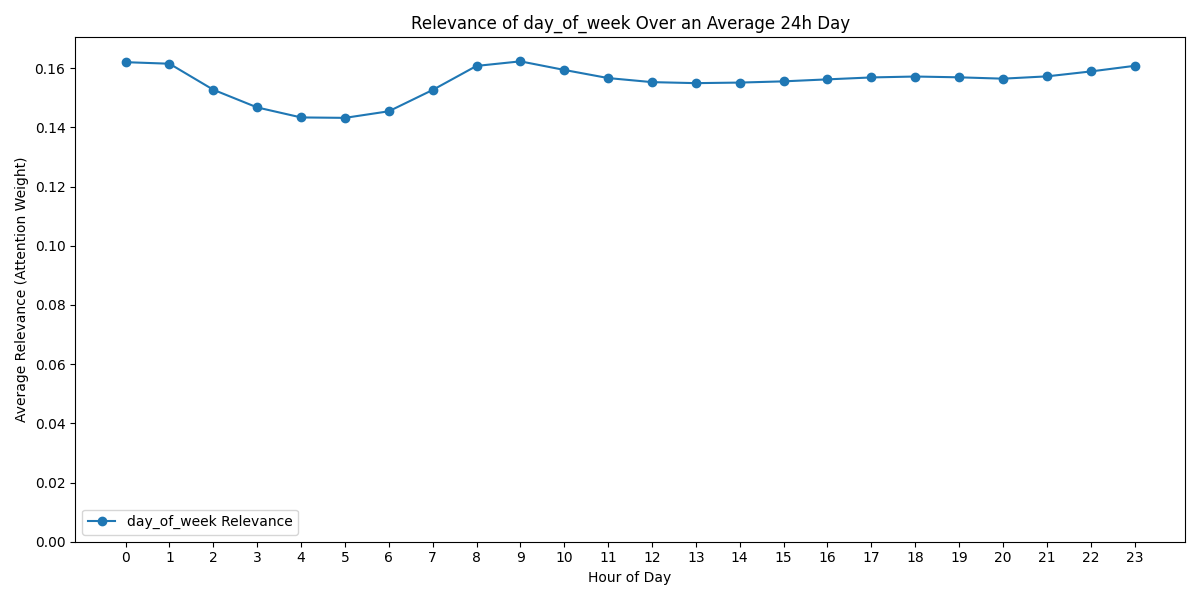 Relevance of day_of_week Over an Average 24h Day
Average Relevance (Attention Weight)
0.16
0.14
0.12
0.10
0.08
0.06
0.04
0.02
0.00
day_of_week Relevance
0 1 2 3 4 5 6 7 8 9 10 11 12 13 14 15 16 17 18 19 20 21 22 23
Hour of Day